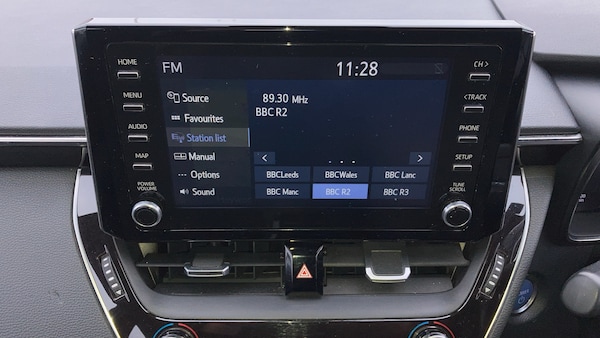 FM 11:28
HOME
MENU
AUDIO
MAP
POWER
VOLUME
Source
Favourites
Station list
Manual
Options
Sound
89.30 MHz
BBC R2
BBCLeeds BBCWales BBC Lanc
BBC Manc BBC R2 BBC R3
CH >
< TRACK
PHONE
SETUP
TUNE
SCROLL